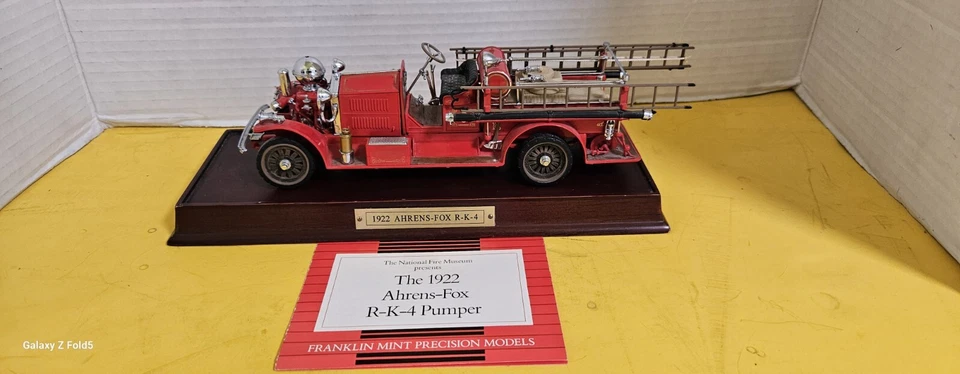 1922 AHRENS-FOX R-K-4
The National Fire Museum
presents
The 1922
Ahrens-Fox
R-K-4 Pumper
FRANKLIN MINT PRECISION MODELS
Galaxy Z Fold5